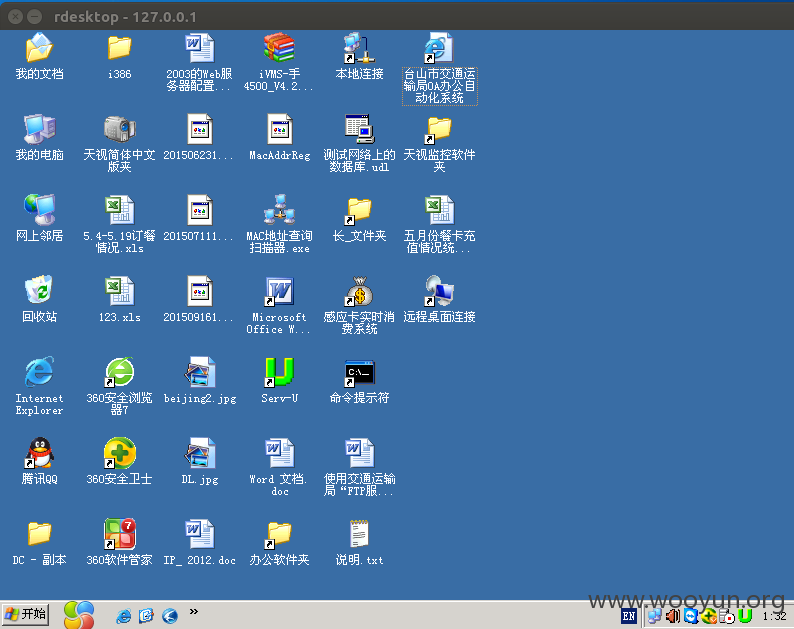 rdesktop - 127.0.0.1
我的文档
i386
2003的Web服
务器配置...
iVMS-手
4500_V4.2...
本地连接
台山市交通运
输局OA办公自
动化系统
我的电脑
天视简体中文
版夹
201506231...
MacAddrReg
测试网络上的
数据库.udl
天视监控软件
夹
网上邻居
5.4-5.19订餐
情况.xls
201507111...
MAC地址查询
扫描器.exe
长_文件夹
五月份餐卡充
值情况统...
回收站
123.xls
201509161...
Microsoft
Office W...
感应卡实时消
费系统
远程桌面连接
Internet
Explorer
360安全浏览
器7
beijing2.jpg
Serv-U
C:\_
命令提示符
腾讯QQ
360安全卫士
DL.jpg
Word 文档.
doc
使用交通运输
局“FTP服...
DC - 副本
7
360软件管家
IP_ 2012.doc
办公软件夹
说明.txt
www.wooyun.org
开始
»
EN
1:32